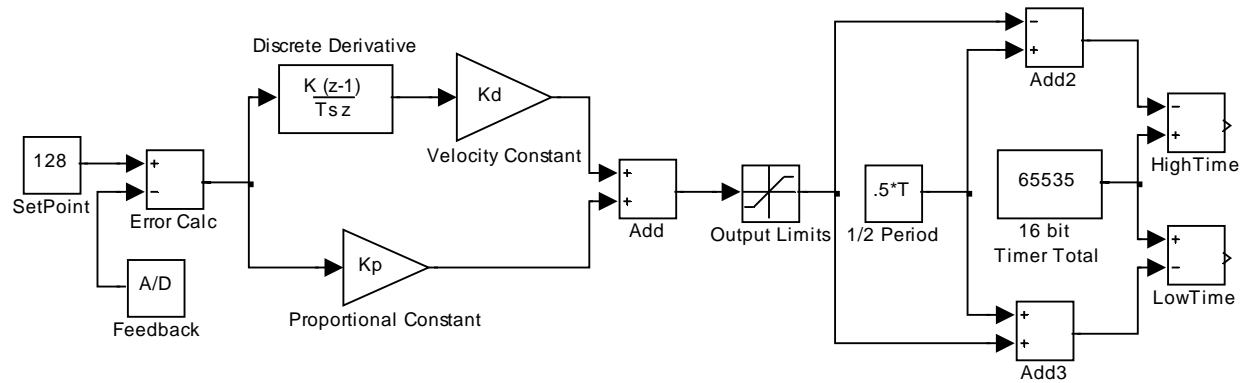 Discrete Derivative
K (z-1)
Ts z
Kd
Velocity Constant
128
SetPoint
+
−
Error Calc
A/D
Feedback
Kp
Proportional Constant
+
+
Add
Output Limits
.5*T
1/2 Period
−
+
Add2
65535
16 bit
Timer Total
−
+
HighTime
+
−
LowTime
+
+
Add3